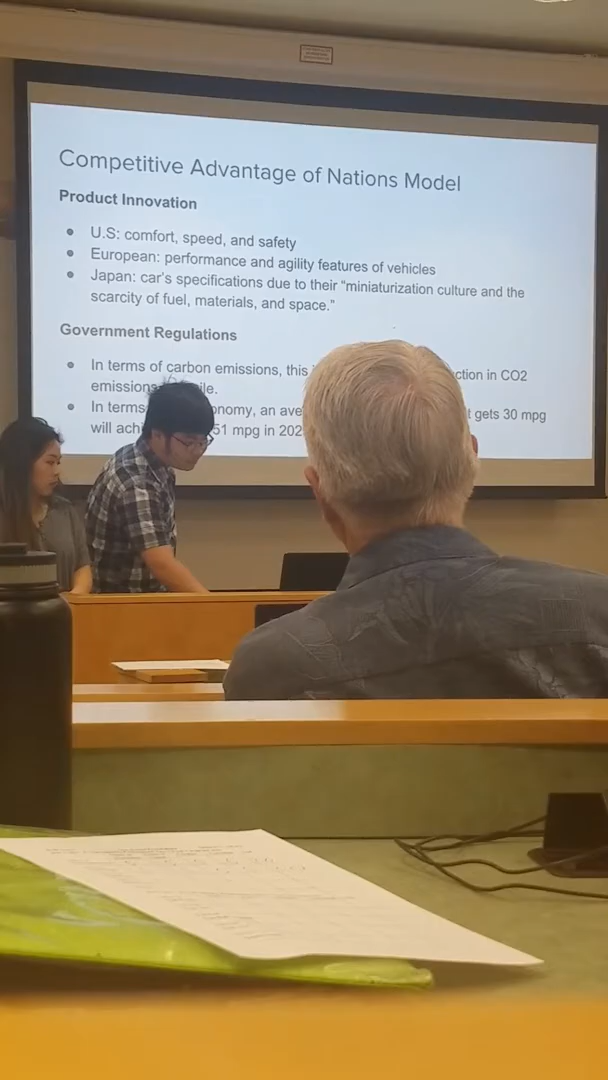 Competitive Advantage of Nations Model
Product Innovation
U.S: comfort, speed, and safety
European: performance and agility features of vehicles
Japan: car's specifications due to their "miniaturization culture and the
scarcity of fuel, materials, and space."
Government Regulations
In terms of carbon emissions, this ction in CO2
emissions ile.
In terms onomy, an ave t gets 30 mpg
will ach 51 mpg in 202